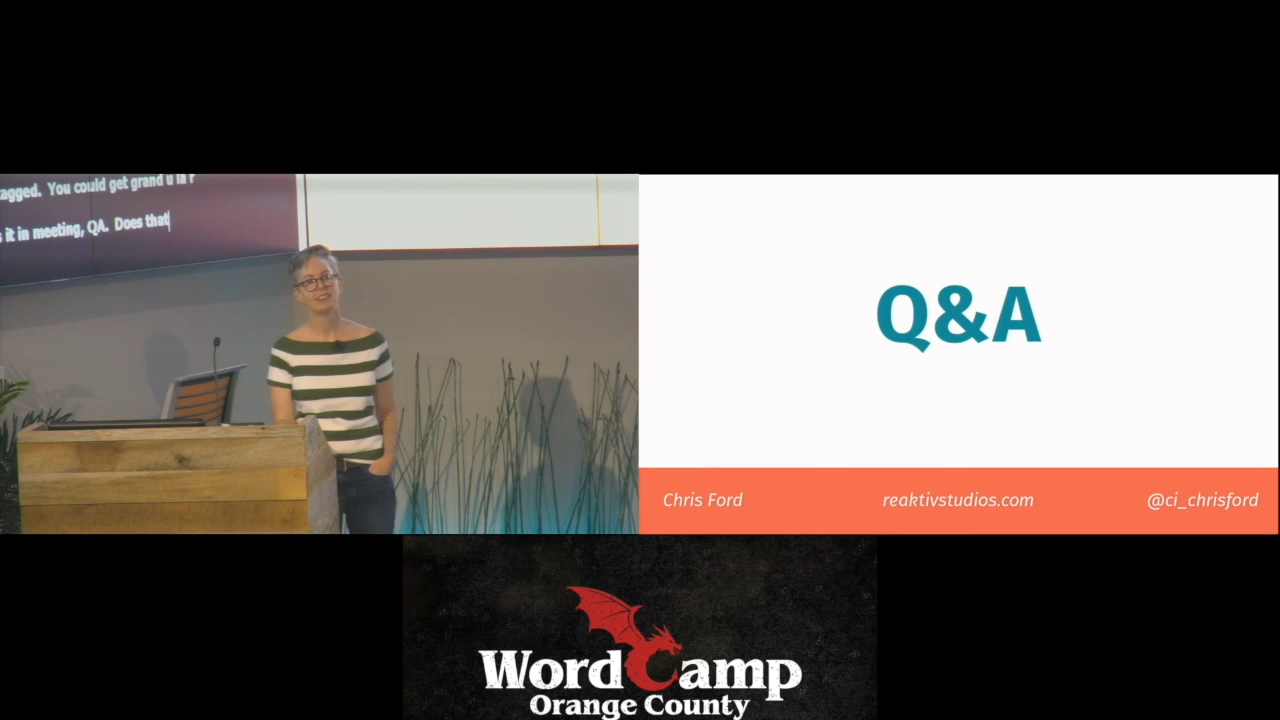 agged. You could get grand u la r
s it in meeting, QA. Does that
Q&A
Chris Ford reaktivstudios.com @ci_chrisford
WordCamp
Orange County